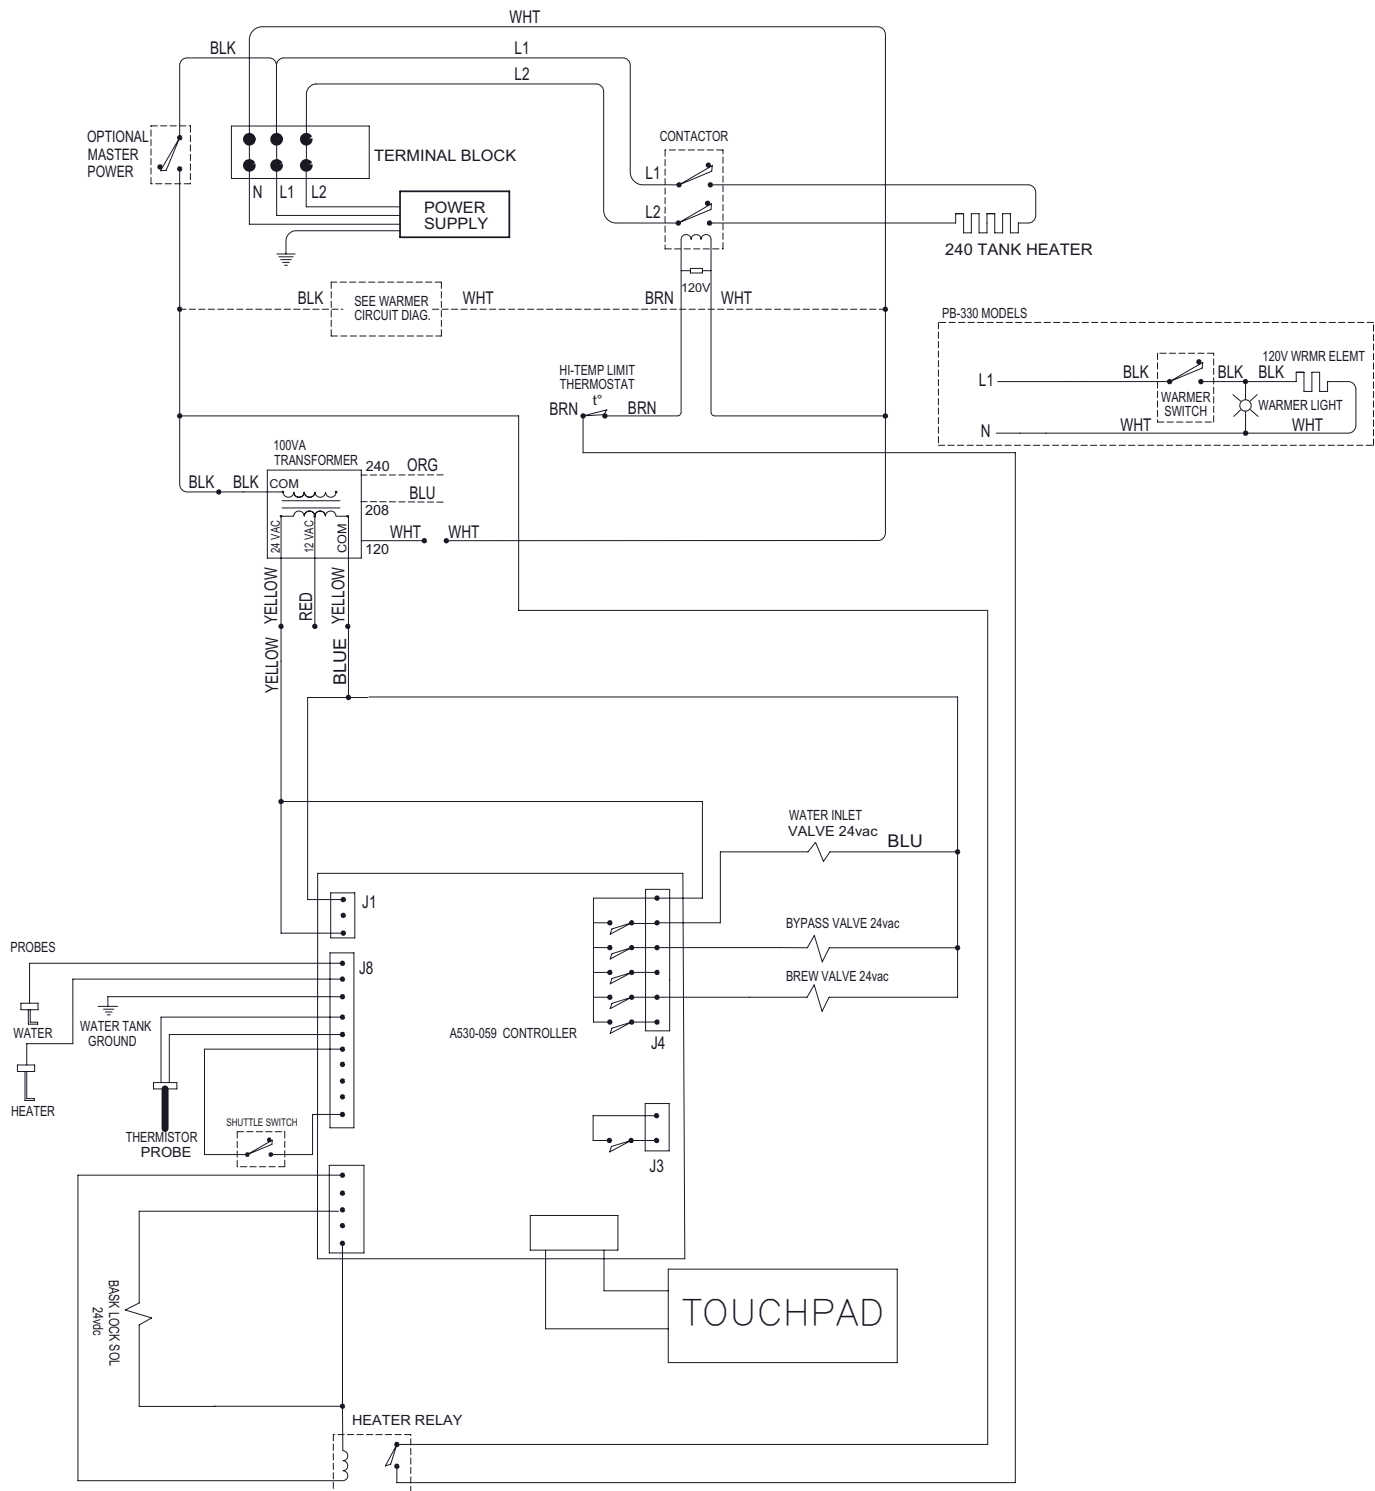 WHT
BLK
L1
L2
OPTIONAL
MASTER
POWER
TERMINAL BLOCK
N
L1
L2
POWER
SUPPLY
CONTACTOR
L1
L2
240 TANK HEATER
120V
BLK
SEE WARMER
CIRCUIT DIAG.
WHT
BRN
WHT
PB-330 MODELS
L1
BLK
WARMER
SWITCH
BLK
BLK
120V WRMR ELEMT
WARMER LIGHT
N
WHT
WHT
HI-TEMP LIMIT
THERMOSTAT
t°
BRN
BRN
100VA
TRANSFORMER
240
ORG
BLU
208
BLK
BLK
COM
24 VAC
12 VAC
COM
120
WHT
WHT
YELLOW
RED
YELLOW
YELLOW
BLUE
WATER INLET
VALVE 24vac
BLU
J1
BYPASS VALVE 24vac
BREW VALVE 24vac
PROBES
J8
WATER
WATER TANK
GROUND
A530-059 CONTROLLER
J4
HEATER
THERMISTOR
PROBE
SHUTTLE SWITCH
J3
BASK LOCK SOL
24vdc
TOUCHPAD
HEATER RELAY